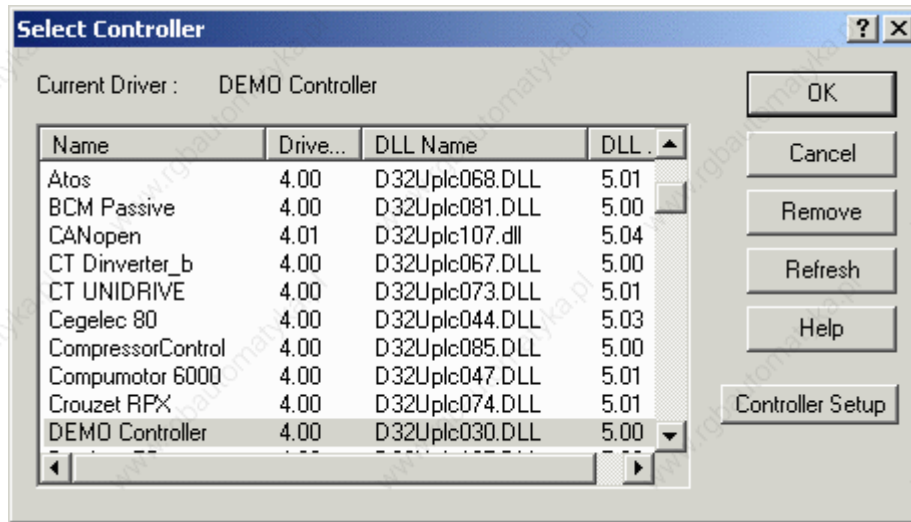 Select Controller
Current Driver : DEMO Controller
OK
Cancel
Remove
Refresh
Help
Controller Setup
Name Drive... DLL Name DLL .
Atos 4.00 D32Uplc068.DLL 5.01
BCM Passive 4.00 D32Uplc081.DLL 5.00
CANopen 4.01 D32Uplc107.dll 5.04
CT Dinverter_b 4.00 D32Uplc067.DLL 5.00
CT UNIDRIVE 4.00 D32Uplc073.DLL 5.01
Cegelec 80 4.00 D32Uplc044.DLL 5.03
CompressorControl 4.00 D32Uplc085.DLL 5.00
Compumotor 6000 4.00 D32Uplc047.DLL 5.01
Crouzet RPX 4.00 D32Uplc074.DLL 5.01
DEMO Controller 4.00 D32Uplc030.DLL 5.00
www.rgbautomatyka.pl